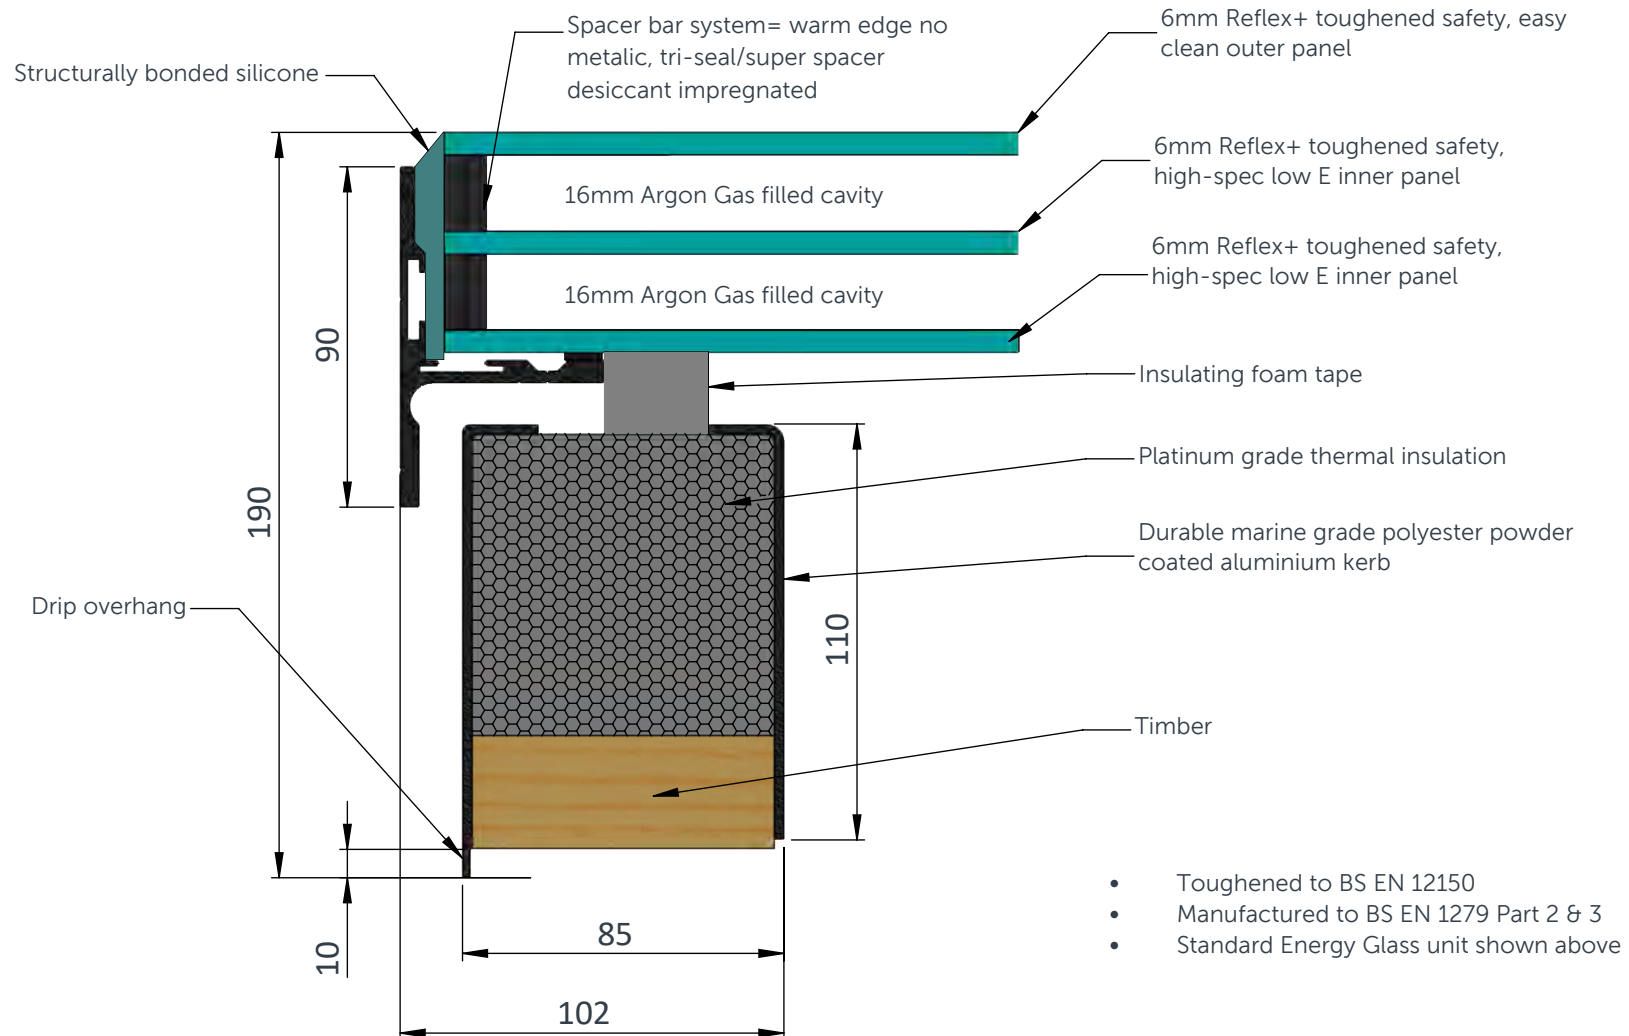 Spacer bar system= warm edge no
metalic, tri-seal/super spacer
desiccant impregnated
6mm Reflex+ toughened safety, easy
clean outer panel
Structurally bonded silicone
6mm Reflex+ toughened safety,
high-spec low E inner panel
16mm Argon Gas filled cavity
6mm Reflex+ toughened safety,
high-spec low E inner panel
16mm Argon Gas filled cavity
90
Insulating foam tape
Platinum grade thermal insulation
190
Durable marine grade polyester powder
coated aluminium kerb
Drip overhang
110
Timber
10
85
102
• Toughened to BS EN 12150
• Manufactured to BS EN 1279 Part 2 & 3
• Standard Energy Glass unit shown above